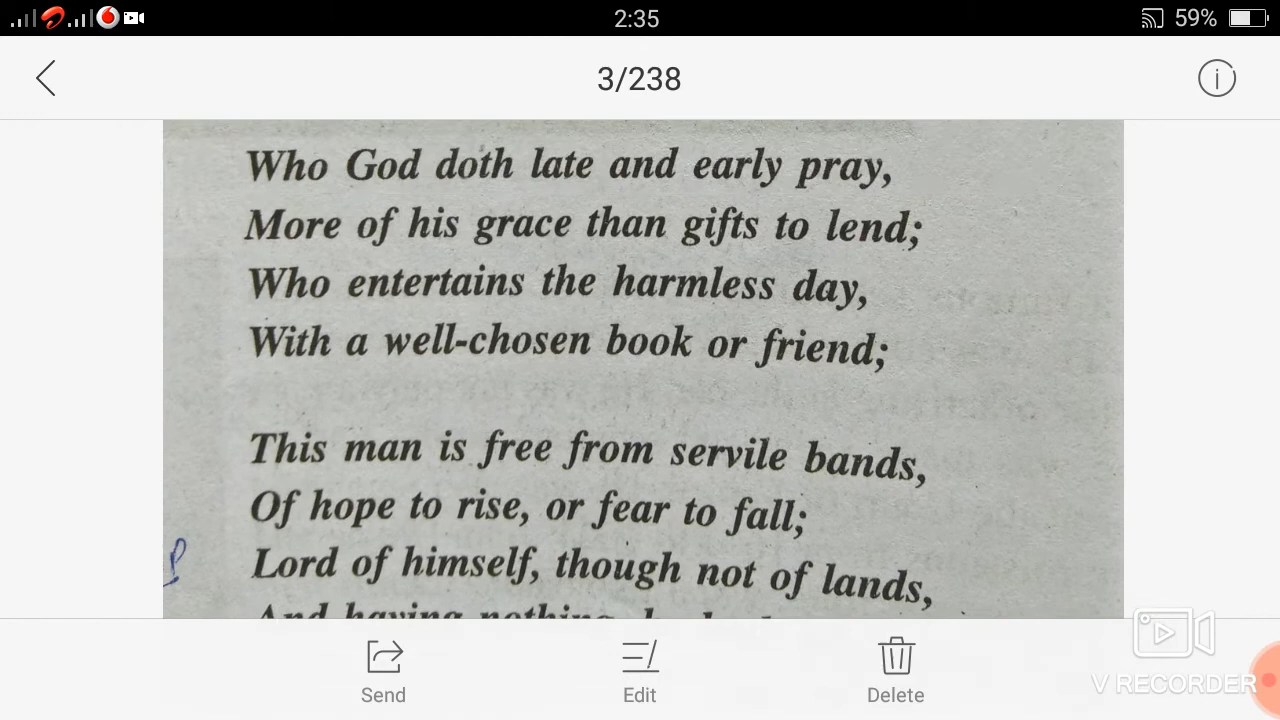 2:35
59%
3/238
Who God doth late and early pray,
More of his grace than gifts to lend;
Who entertains the harmless day,
With a well-chosen book or friend;
This man is free from servile bands,
Of hope to rise, or fear to fall;
Lord of himself, though not of lands,
And having nothing
Send
Edit
Delete
V RECORDER